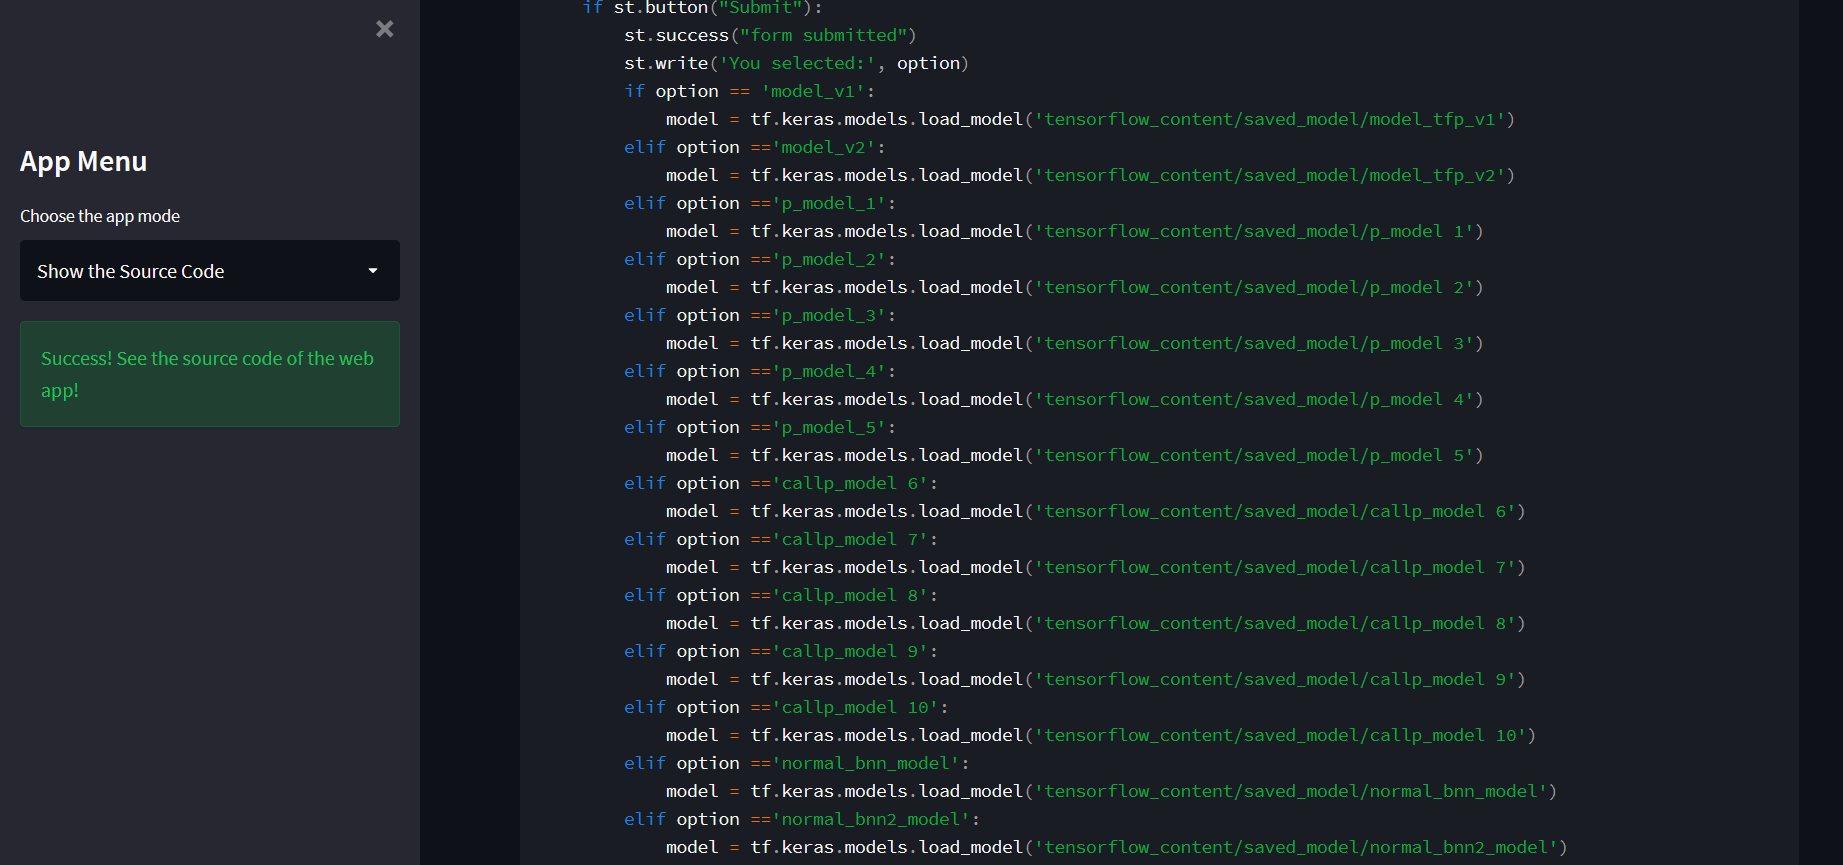 ×
App Menu
Choose the app mode
Show the Source Code
Success! See the source code of the web
app!
if st.button("Submit"):
st.success("form submitted")
st.write('You selected:', option)
if option == 'model_v1':
model = tf.keras.models.load_model('tensorflow_content/saved_model/model_tfp_v1')
elif option =='model_v2':
model = tf.keras.models.load_model('tensorflow_content/saved_model/model_tfp_v2')
elif option =='p_model_1':
model = tf.keras.models.load_model('tensorflow_content/saved_model/p_model 1')
elif option =='p_model_2':
model = tf.keras.models.load_model('tensorflow_content/saved_model/p_model 2')
elif option =='p_model_3':
model = tf.keras.models.load_model('tensorflow_content/saved_model/p_model 3')
elif option =='p_model_4':
model = tf.keras.models.load_model('tensorflow_content/saved_model/p_model 4')
elif option =='p_model_5':
model = tf.keras.models.load_model('tensorflow_content/saved_model/p_model 5')
elif option =='callp_model 6':
model = tf.keras.models.load_model('tensorflow_content/saved_model/callp_model 6')
elif option =='callp_model 7':
model = tf.keras.models.load_model('tensorflow_content/saved_model/callp_model 7')
elif option =='callp_model 8':
model = tf.keras.models.load_model('tensorflow_content/saved_model/callp_model 8')
elif option =='callp_model 9':
model = tf.keras.models.load_model('tensorflow_content/saved_model/callp_model 9')
elif option =='callp_model 10':
model = tf.keras.models.load_model('tensorflow_content/saved_model/callp_model 10')
elif option =='normal_bnn_model':
model = tf.keras.models.load_model('tensorflow_content/saved_model/normal_bnn_model')
elif option =='normal_bnn2_model':
model = tf.keras.models.load_model('tensorflow_content/saved_model/normal_bnn2_model')